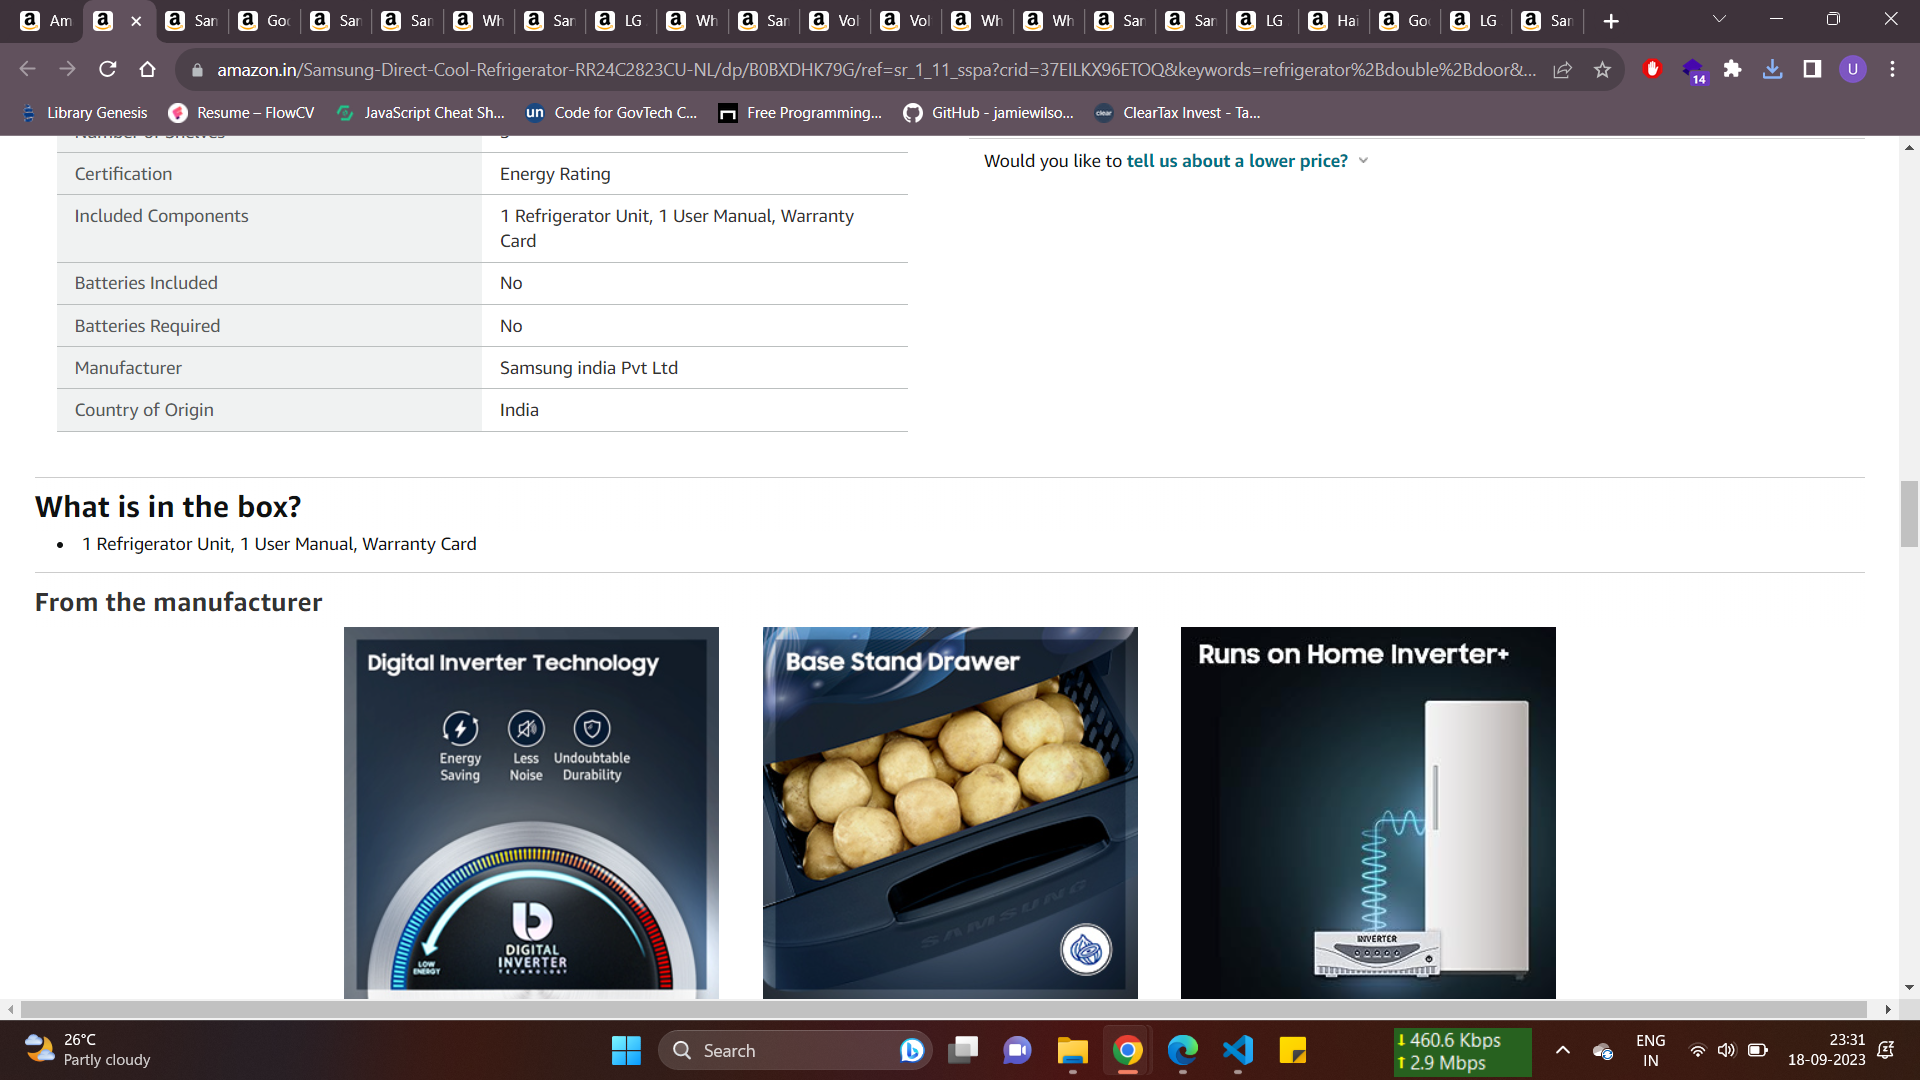 Am
San
Goo
San
San
Wh
San
LG
Wh
San
Vol
Vol
Wh
Wh
San
San
LG
Hai
Goo
LG
San
amazon.in/Samsung-Direct-Cool-Refrigerator-RR24C2823CU-NL/dp/B0BXDHK79G/ref=sr_1_11_sspa?crid=37EILKX96ETOQ&keywords=refrigerator%2Bdouble%2Bdoor&...
14
U
Library Genesis
Resume – FlowCV
JavaScript Cheat Sh...
un
Code for GovTech C...
Free Programming...
GitHub - jamiewilso...
clear
ClearTax Invest - Ta...
Number of Shelves
Certification Energy Rating
Included Components 1 Refrigerator Unit, 1 User Manual, Warranty
Card
Batteries Included No
Batteries Required No
Manufacturer Samsung india Pvt Ltd
Country of Origin India
Would you like to tell us about a lower price?
What is in the box?
• 1 Refrigerator Unit, 1 User Manual, Warranty Card
From the manufacturer
Digital Inverter Technology
Energy
Saving
Less
Noise
Undoubtable
Durability
LOW
ENERGY
DIGITAL
INVERTER
TECHNOLOGY
Base Stand Drawer
SAMSUNG
Runs on Home Inverter+
INVERTER
26°C
Partly cloudy
Search
460.6 Kbps
2.9 Mbps
ENG
IN
23:31
18-09-2023